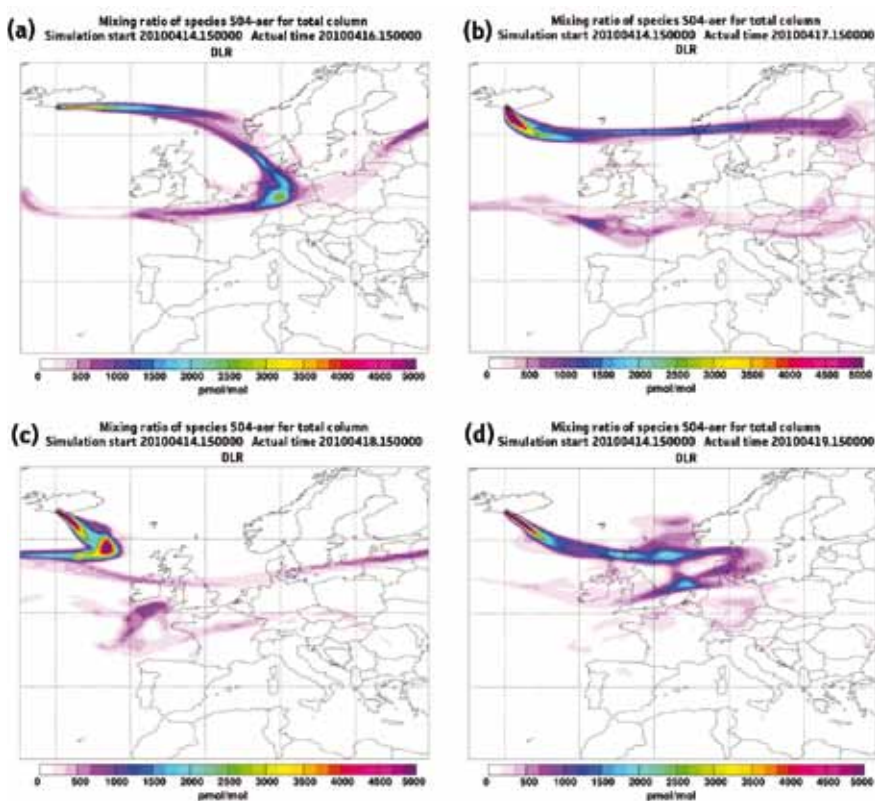 (a)
Mixing ratio of species SO4-aer for total column
Simulation start 20100414.150000 Actual time 20100416.150000
DLR
0 500 1000 1500 2000 2500 3000 3500 4000 4500 5000
pmol/mol
(b)
Mixing ratio of species SO4-aer for total column
Simulation start 20100414.150000 Actual time 20100417.150000
DLR
0 500 1000 1500 2000 2500 3000 3500 4000 4500 5000
pmol/mol
(c)
Mixing ratio of species SO4-aer for total column
Simulation start 20100414.150000 Actual time 20100418.150000
DLR
0 500 1000 1500 2000 2500 3000 3500 4000 4500 5000
pmol/mol
(d)
Mixing ratio of species SO4-aer for total column
Simulation start 20100414.150000 Actual time 20100419.150000
DLR
0 500 1000 1500 2000 2500 3000 3500 4000 4500 5000
pmol/mol